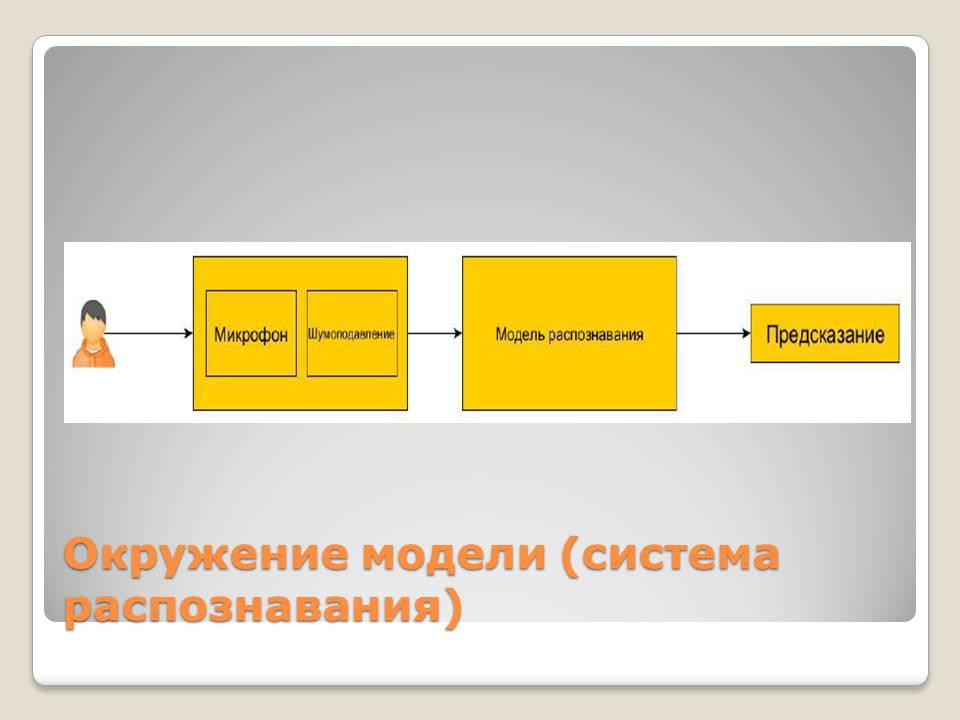 Микрофон
Шумоподавление
Модель распознавания
Предсказание
Окружение модели (система
распознавания)